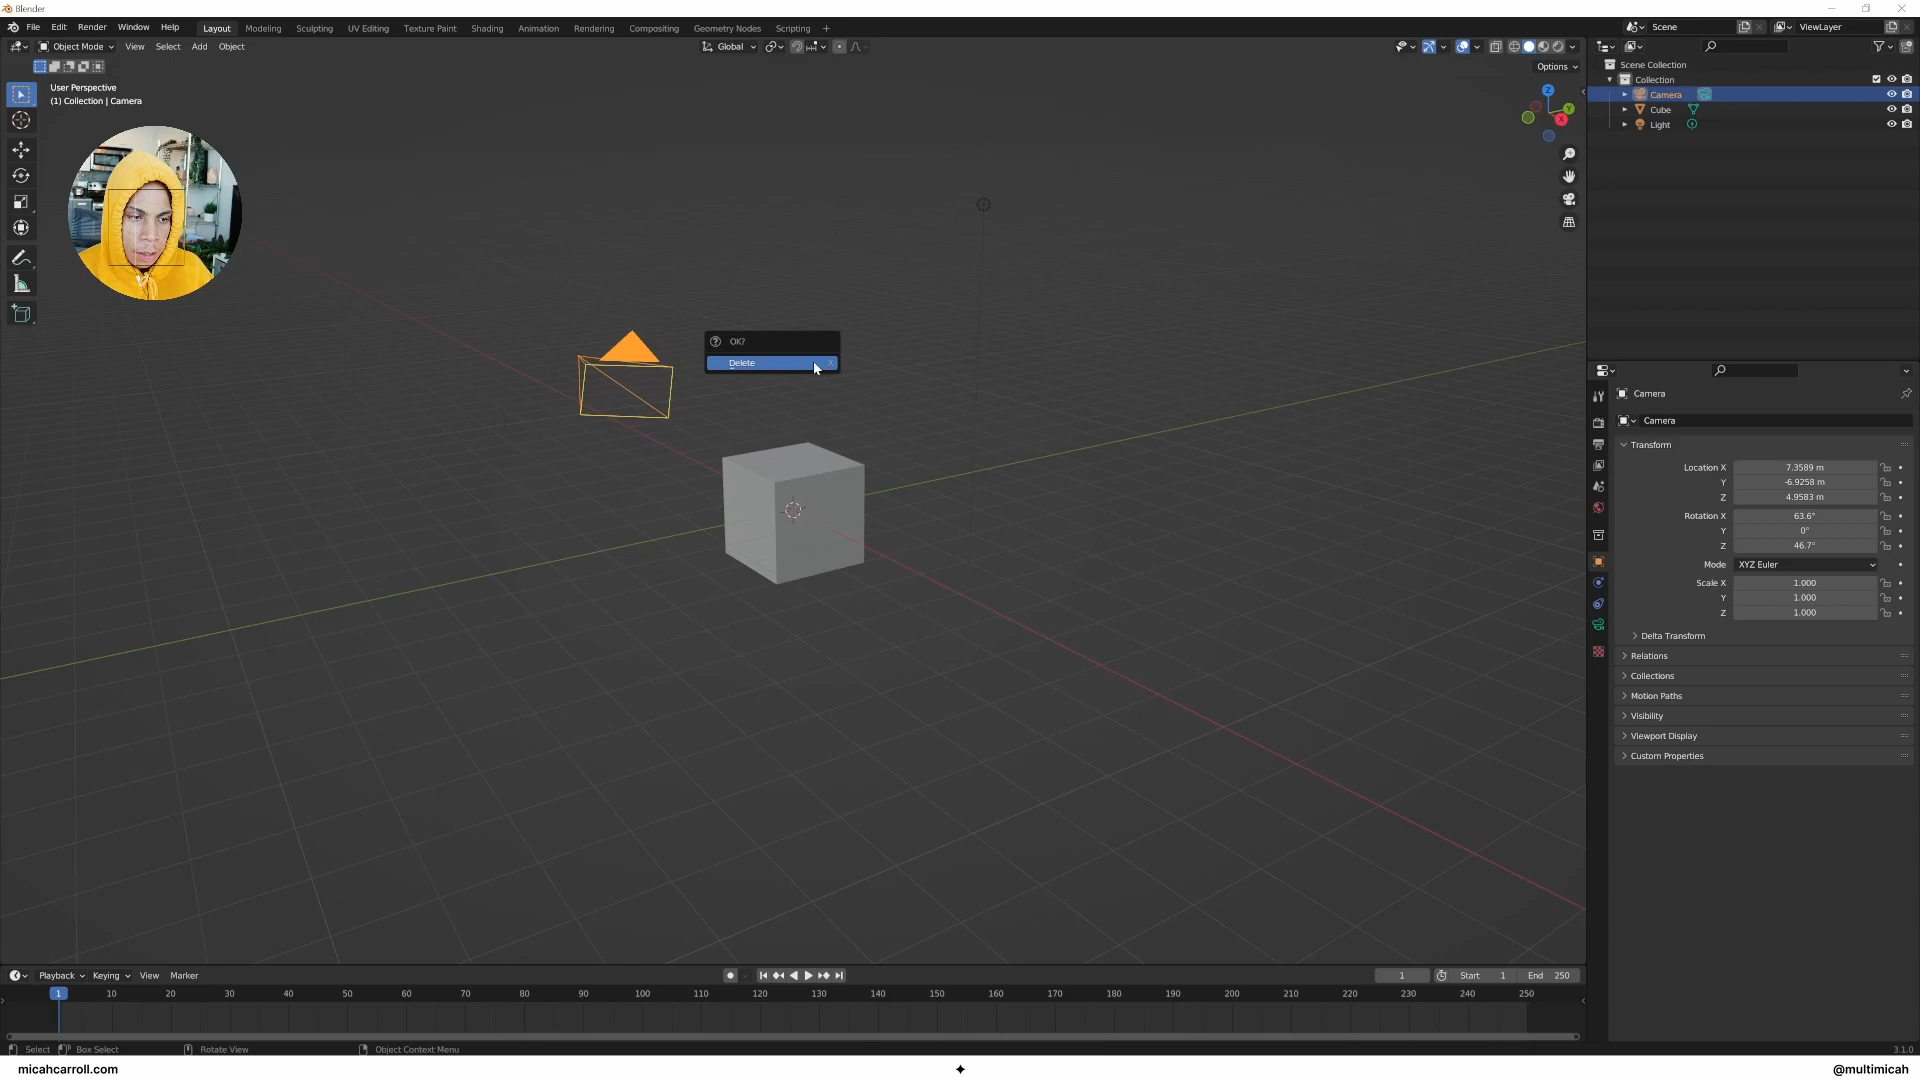 Blender
File Edit Render Window Help Layout Modeling Sculpting UV Editing Texture Paint Shading Animation Rendering Compositing Geometry Nodes Scripting + Scene ViewLayer
Object Mode View Select Add Object Global
Options
User Perspective
(1) Collection | Camera
Z
Y
X
OK?
Delete X
Scene Collection
Collection
Camera
Cube
Light
Camera
Camera
Transform
Location X 7.3589 m
Y -6.9258 m
Z 4.9583 m
Rotation X 63.6°
Y 0°
Z 46.7°
Mode XYZ Euler
Scale X 1.000
Y 1.000
Z 1.000
Delta Transform
Relations
Collections
Motion Paths
Visibility
Viewport Display
Custom Properties
Playback Keying View Marker 1 Start 1 End 250
1 10 20 30 40 50 60 70 80 90 100 110 120 130 140 150 160 170 180 190 200 210 220 230 240 250
Select Box Select Rotate View Object Context Menu 3.1.0
micahcarroll.com @multimicah